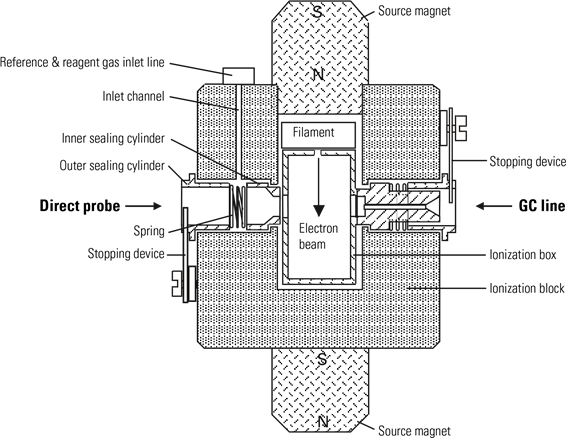 S
Source magnet
N
Reference & reagent gas inlet line
Inlet channel
Filament
Inner sealing cylinder
Outer sealing cylinder
Stopping device
Direct probe
GC line
Electron
beam
Spring
Stopping device
Ionization box
Ionization block
S
N
Source magnet